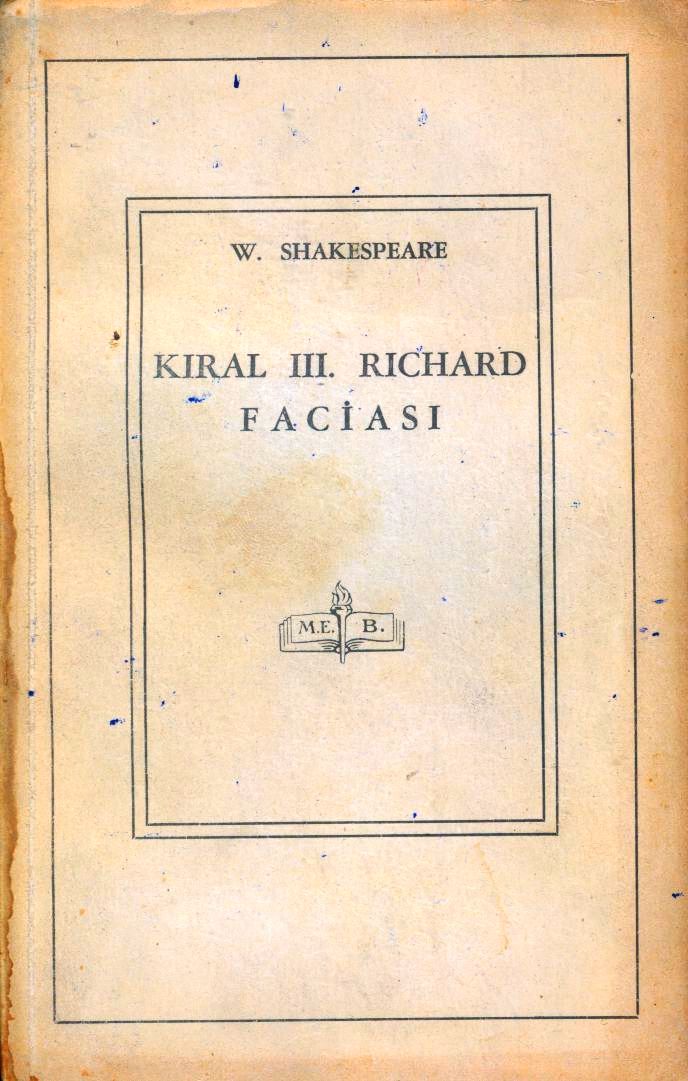 W. SHAKESPEARE
KIRAL III. RICHARD
FACİASI
M.E. B.